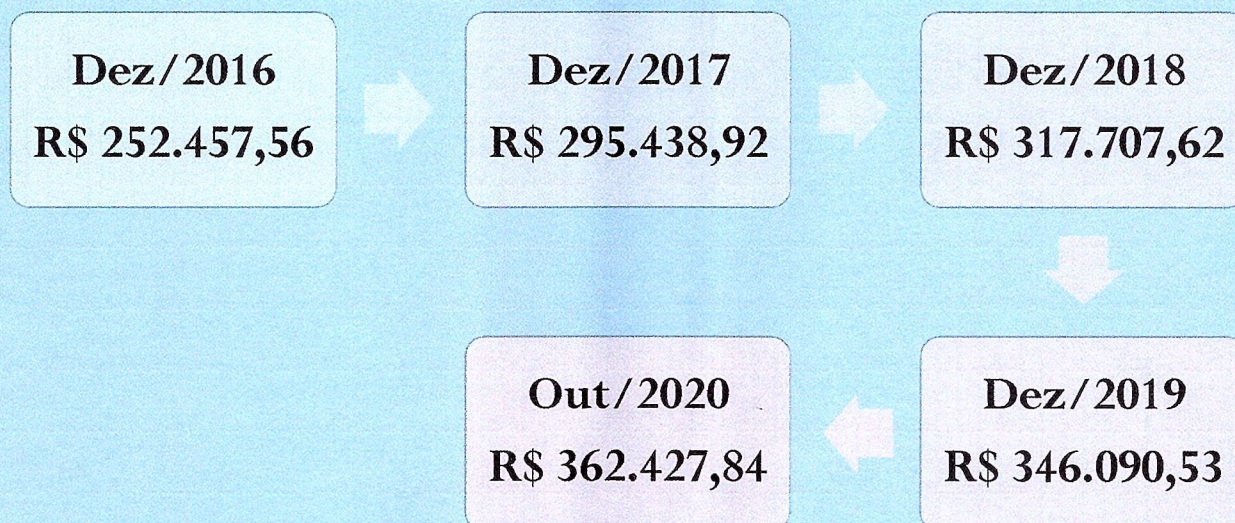 Dez/2016
R$ 252.457,56
Dez/2017
R$ 295.438,92
Dez/2018
R$ 317.707,62
Dez/2019
R$ 346.090,53
Out/2020
R$ 362.427,84